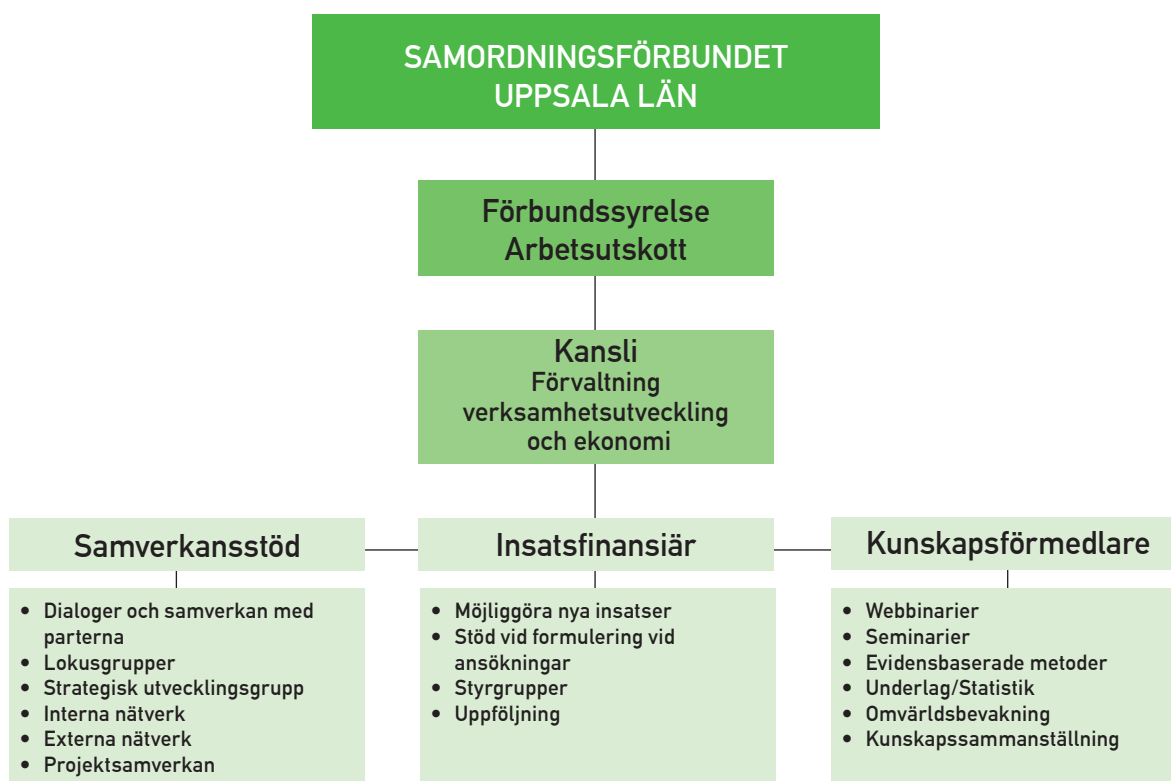 SAMORDNINGSFÖRBUNDET
UPPSALA LÄN
Förbundssyrelse
Arbetsutskott
Kansli
Förvaltning
verksamhetsutveckling
och ekonomi
Samverkansstöd
• Dialoger och samverkan med
parterna
• Lokusgrupper
• Strategisk utvecklingsgrupp
• Interna nätverk
• Externa nätverk
• Projektsamverkan
Insatsfinansiär
• Möjliggöra nya insatser
• Stöd vid formulering vid
ansökningar
• Styrgrupper
• Uppföljning
Kunskapsförmedlare
• Webbinarier
• Seminarier
• Evidensbaserade metoder
• Underlag/Statistik
• Omvärldsbevakning
• Kunskapssammanställning